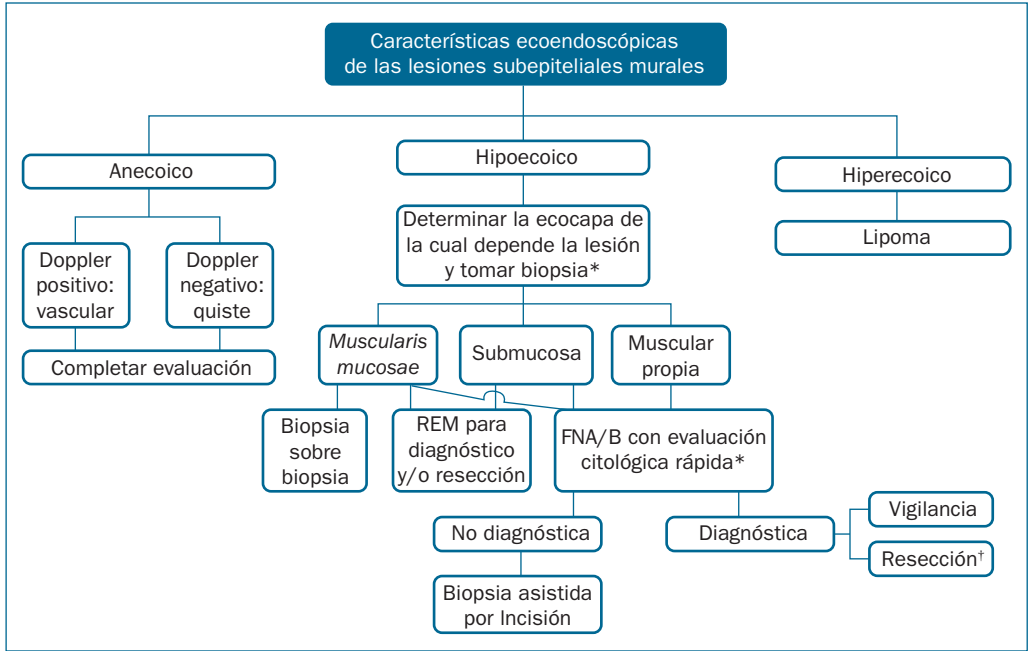 Características ecoendoscópicas
de las lesiones subepiteliales murales
Anecoico
Hipoecoico
Hiperecoico
Doppler
positivo:
vascular
Doppler
negativo:
quiste
Completar evaluación
Determinar la ecocapa de
la cual depende la lesión
y tomar biopsia*
Lipoma
Muscularis
mucosae
Submucosa
Muscular
propia
Biopsia
sobre
biopsia
REM para
diagnóstico
y/o resección
FNA/B con evaluación
citológica rápida*
No diagnóstica
Diagnóstica
Vigilancia
Resección†
Biopsia asistida
por Incisión